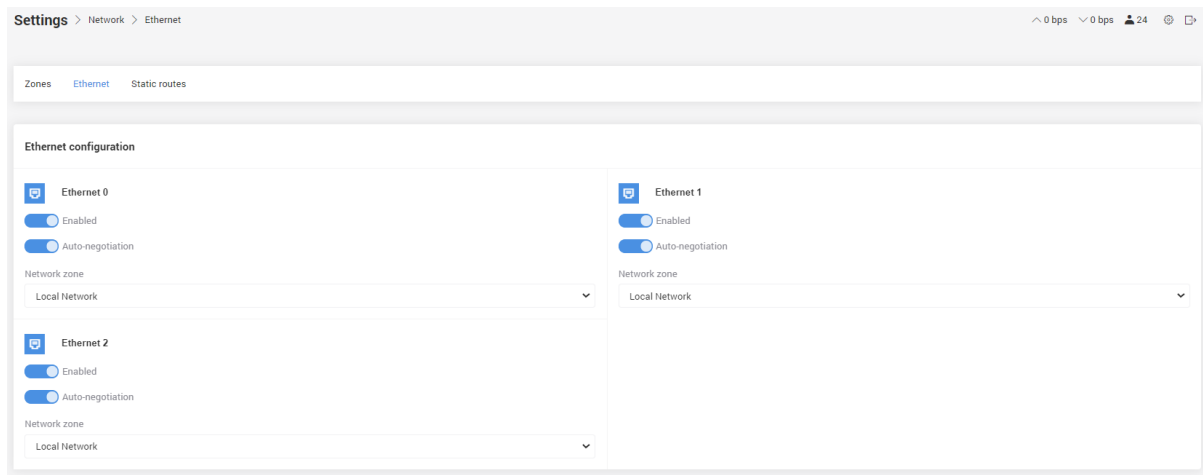 Settings > Network > Ethernet
0 bps 0 bps 24
Zones Ethernet Static routes
Ethernet configuration
Ethernet 0
Enabled
Auto-negotiation
Network zone
Local Network
Ethernet 1
Enabled
Auto-negotiation
Network zone
Local Network
Ethernet 2
Enabled
Auto-negotiation
Network zone
Local Network